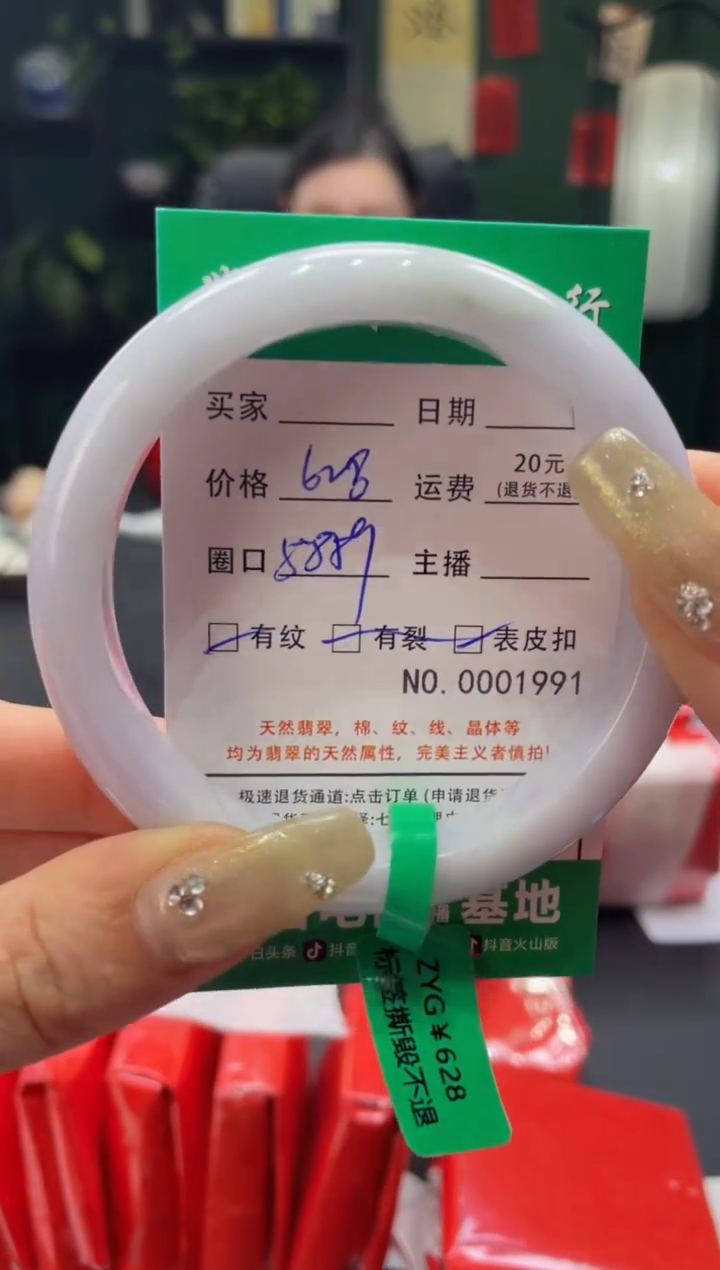 行
买家 日期
价格 628 运费 20元
(退货不退
圈口 主播
有纹 有裂 表皮扣
NO.0001991
天然翡翠，棉、纹、线、晶体等
均为翡翠的天然属性，完美主义者慎拍!
极速退货通道:点击订单(申请退货
基地
日头条 抖音 抖音火山版
ZYG￥628
标签撕毁不退